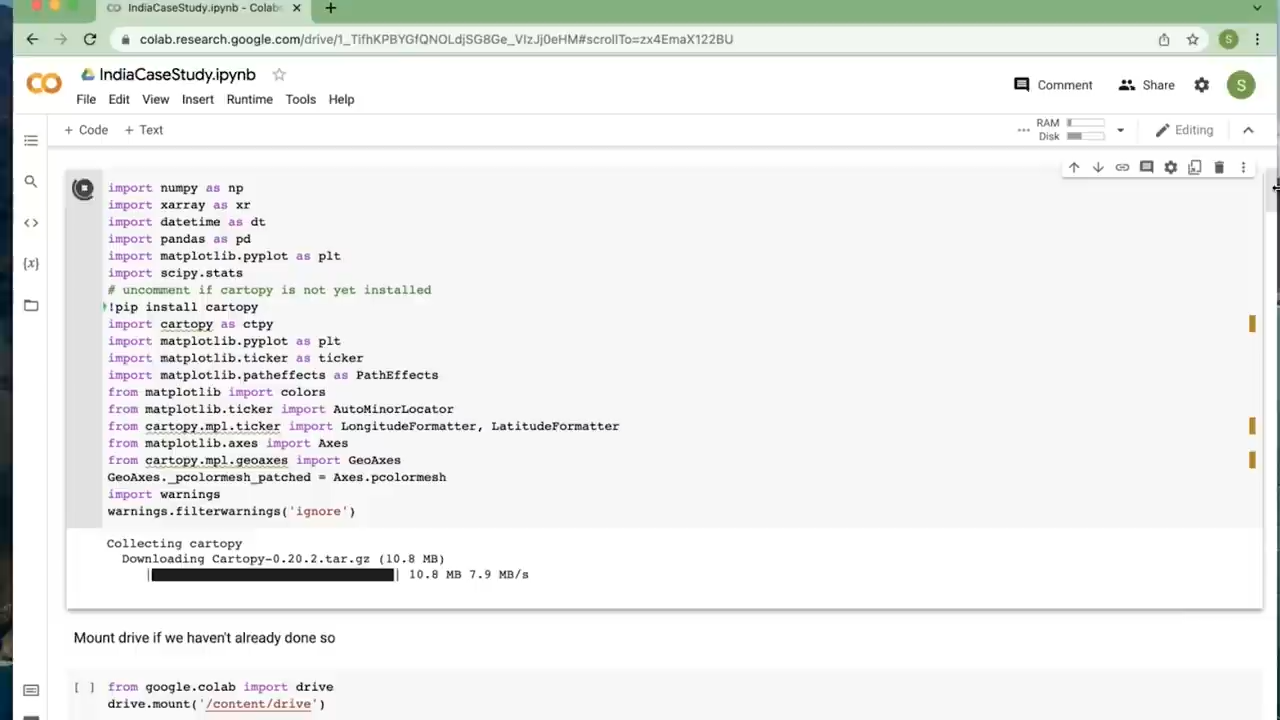 IndiaCaseStudy.ipynb - Colab
colab.research.google.com/drive/1_TifhKPBYGfQNOLdjSG8Ge_VIzJj0eHM#scrollTo=zx4EmaX122BU
S
IndiaCaseStudy.ipynb
File Edit View Insert Runtime Tools Help
Comment
Share
S
+ Code + Text
RAM
Disk
Editing
import numpy as np
import xarray as xr
import datetime as dt
import pandas as pd
import matplotlib.pyplot as plt
import scipy.stats
# uncomment if cartopy is not yet installed
!pip install cartopy
import cartopy as ctpy
import matplotlib.pyplot as plt
import matplotlib.ticker as ticker
import matplotlib.patheffects as PathEffects
from matplotlib import colors
from matplotlib.ticker import AutoMinorLocator
from cartopy.mpl.ticker import LongitudeFormatter, LatitudeFormatter
from matplotlib.axes import Axes
from cartopy.mpl.geoaxes import GeoAxes
GeoAxes._pcolormesh_patched = Axes.pcolormesh
import warnings
warnings.filterwarnings('ignore')
Collecting cartopy
Downloading Cartopy-0.20.2.tar.gz (10.8 MB)
10.8 MB 7.9 MB/s
Mount drive if we haven't already done so
[ ] from google.colab import drive
drive.mount('/content/drive')